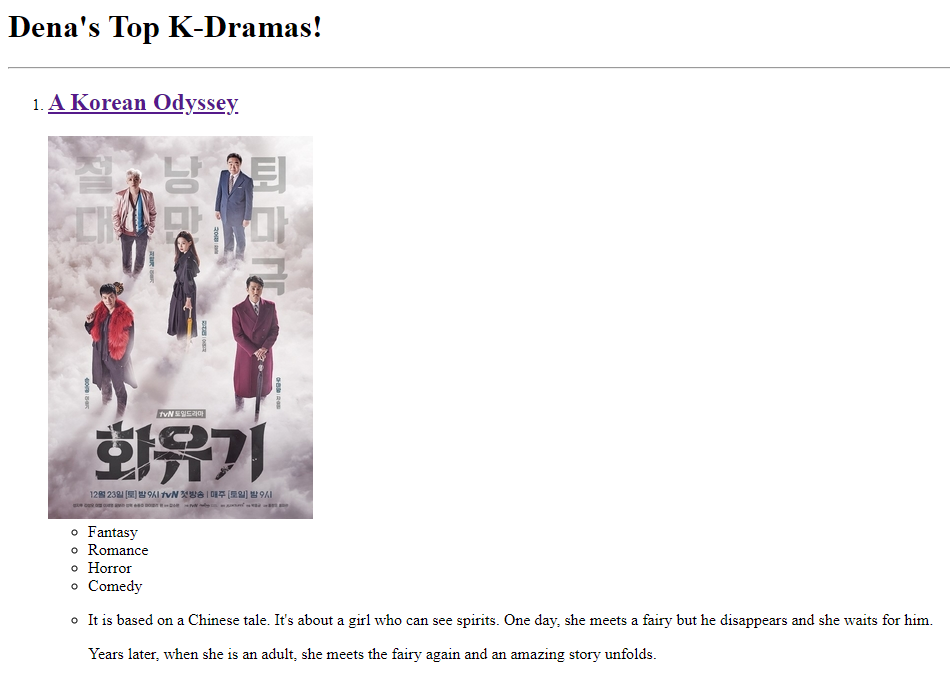 Dena's Top K-Dramas!
1. A Korean Odyssey
절 낭 퇴
대 만 마
극
tvN 토일드라마
화유기
12월 23일 [토] 밤 9시 tvN 첫방송 | 매주 [토일] 밤 9시
Fantasy
Romance
Horror
Comedy
It is based on a Chinese tale. It's about a girl who can see spirits. One day, she meets a fairy but he disappears and she waits for him.
Years later, when she is an adult, she meets the fairy again and an amazing story unfolds.